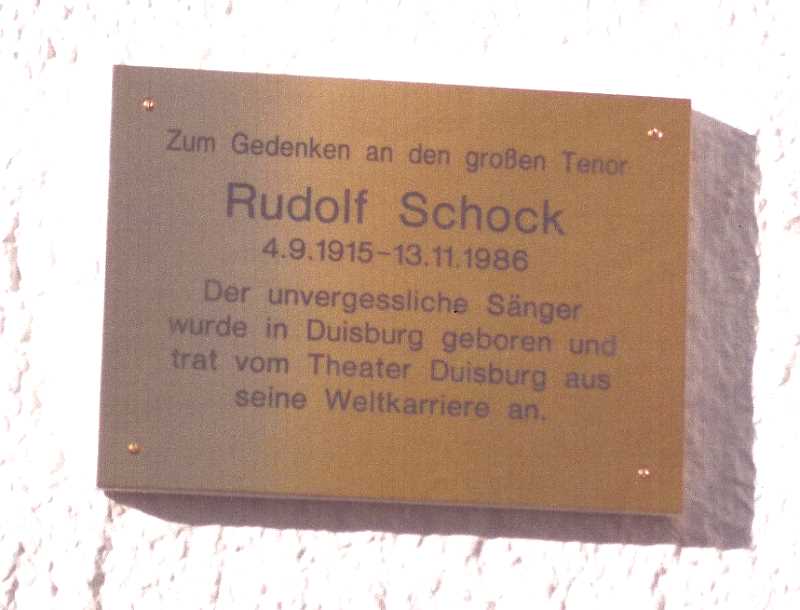 Zum Gedenken an den großen Tenor
Rudolf Schock
4.9.1915-13.11.1986
Der unvergessliche Sänger
wurde in Duisburg geboren und
trat vom Theater Duisburg aus
seine Weltkarriere an.